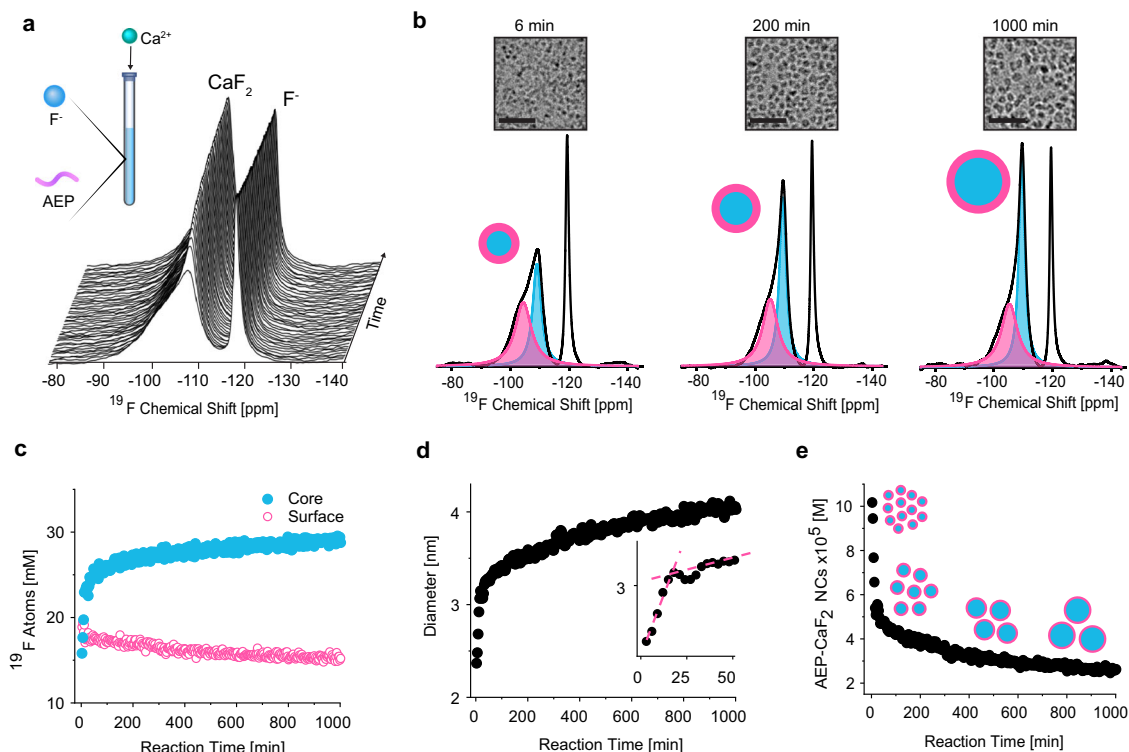 a
Ca²⁺
F⁻
AEP
CaF₂
F⁻
Time
-80 -90 -100 -110 -120 -130 -140
¹⁹F Chemical Shift [ppm]
b
6 min
200 min
1000 min
-80 -100 -120 -140
¹⁹F Chemical Shift [ppm]
-80 -100 -120 -140
¹⁹F Chemical Shift [ppm]
-80 -100 -120 -140
¹⁹F Chemical Shift [ppm]
c
Core
Surface
¹⁹F Atoms [mM]
30
20
10
0 200 400 600 800 1000
Reaction Time [min]
d
Diameter [nm]
4
3
2
3
0 25 50
0 200 400 600 800 1000
Reaction Time [min]
e
AEP-CaF₂ NCs x10⁵ [M]
10
8
6
4
2
0 200 400 600 800 1000
Reaction Time [min]